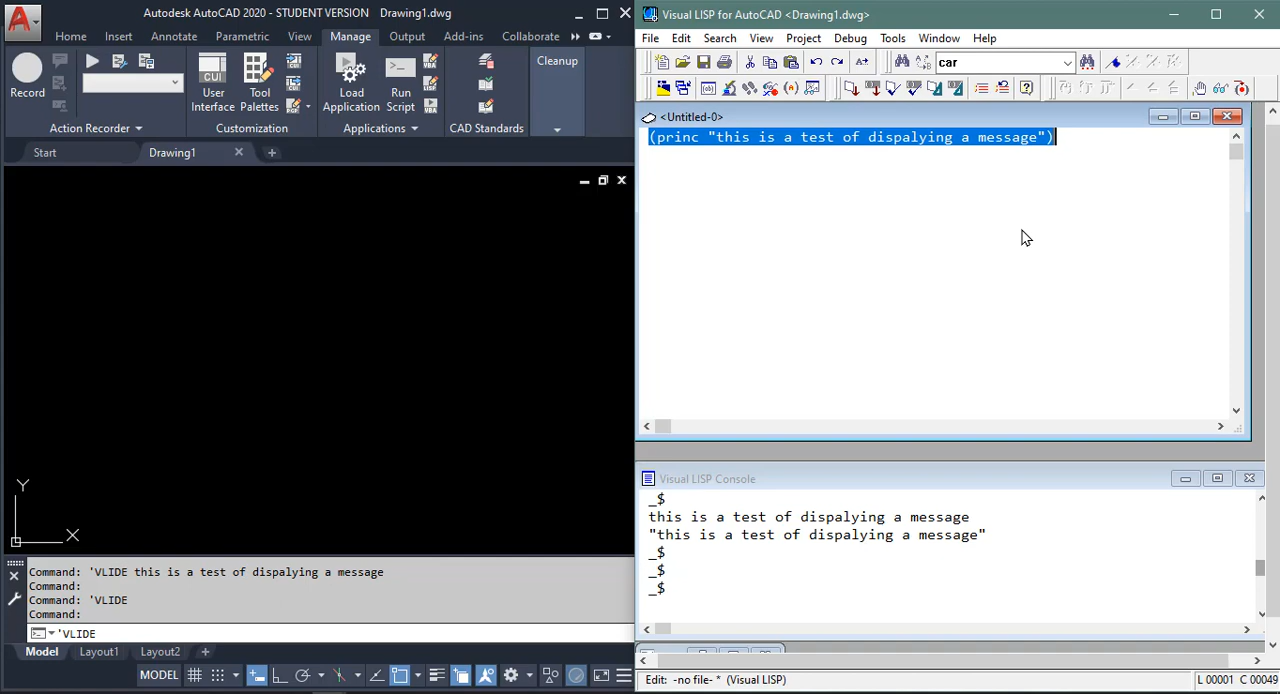 Autodesk AutoCAD 2020 - STUDENT VERSION Drawing1.dwg
Home Insert Annotate Parametric View Manage Output Add-ins Collaborate
Record
CUI
User Interface
Tool Palettes
Load Application
Run Script
Cleanup
Action Recorder
Customization
Applications
CAD Standards
Start
Drawing1
Y
X
Command: 'VLIDE this is a test of dispalying a message
Command:
Command: 'VLIDE
Command:
'VLIDE
Model Layout1 Layout2
MODEL
Visual LISP for AutoCAD <Drawing1.dwg>
File Edit Search View Project Debug Tools Window Help
car
<Untitled-0>
(princ "this is a test of dispalying a message")
Visual LISP Console
_$
this is a test of dispalying a message
"this is a test of dispalying a message"
_$
_$
_$
Edit: -no file- * (Visual LISP)
L 00001 C 00049